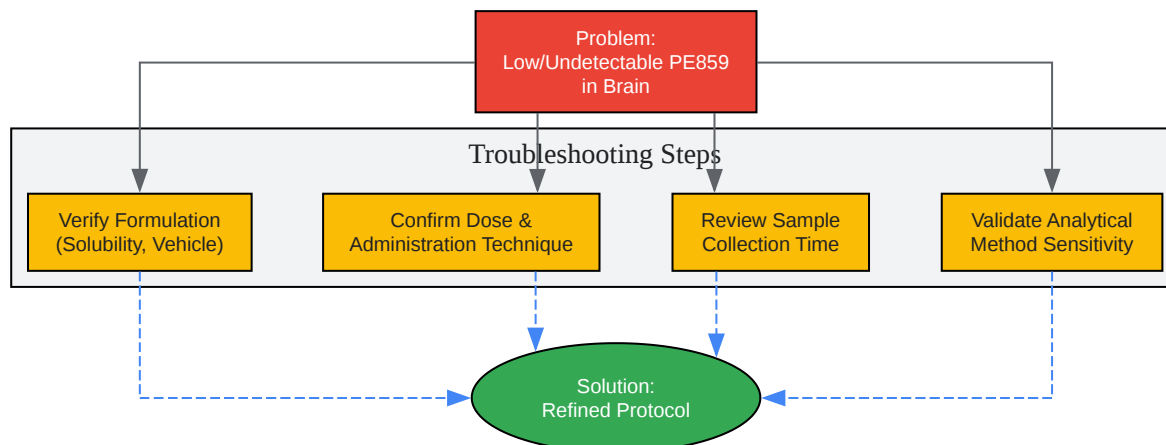 Problem:
Low/Undetectable PE859
in Brain
Troubleshooting Steps
Verify Formulation
(Solubility, Vehicle)
Confirm Dose &
Administration Technique
Review Sample
Collection Time
Validate Analytical
Method Sensitivity
Solution:
Refined Protocol